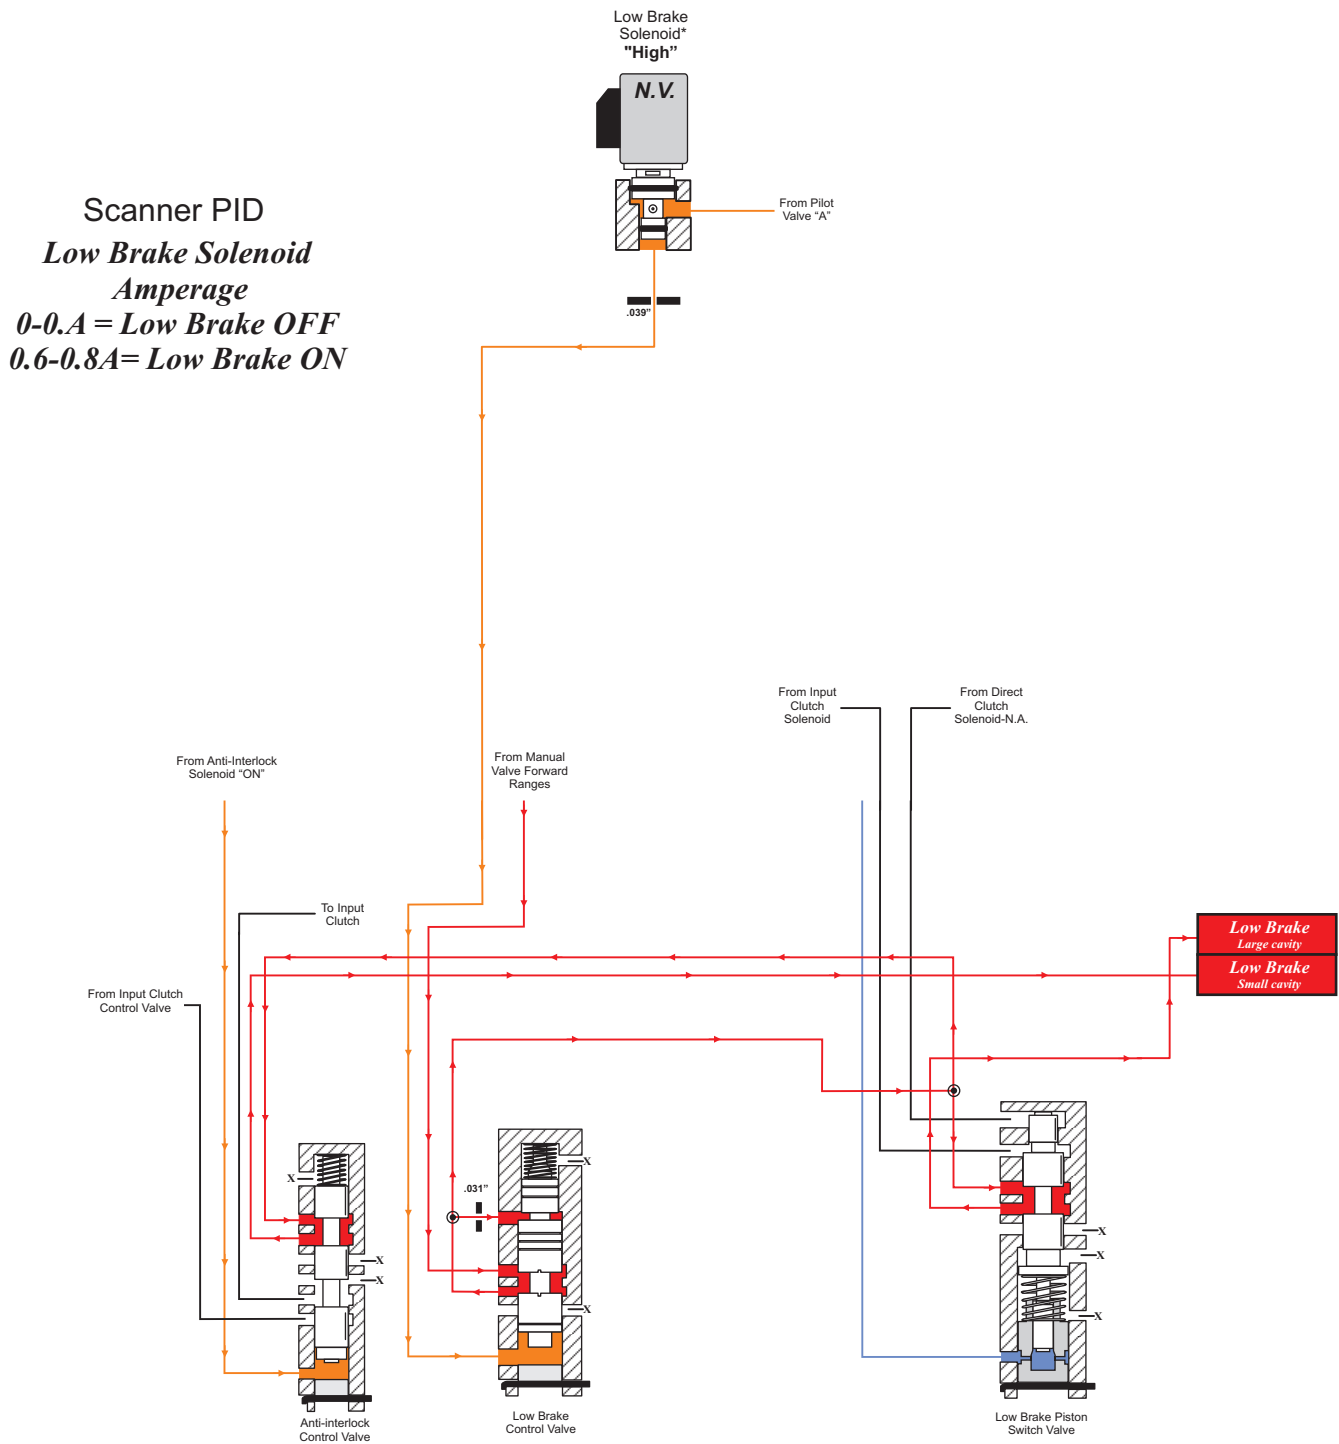 Low Brake
Solenoid*
"High”
N.V.
From Pilot
Valve “A”
.039”
Scanner PID
Low Brake Solenoid
Amperage
0-0.A = Low Brake OFF
0.6-0.8A= Low Brake ON
From Input
Clutch
Solenoid
From Direct
Clutch
Solenoid-N.A.
From Anti-Interlock
Solenoid “ON”
From Manual
Valve Forward
Ranges
To Input
Clutch
Low Brake
Large cavity
Low Brake
Small cavity
From Input Clutch
Control Valve
.031”
X
X
X
X
X
X
X
X
Anti-interlock
Control Valve
Low Brake
Control Valve
Low Brake Piston
Switch Valve